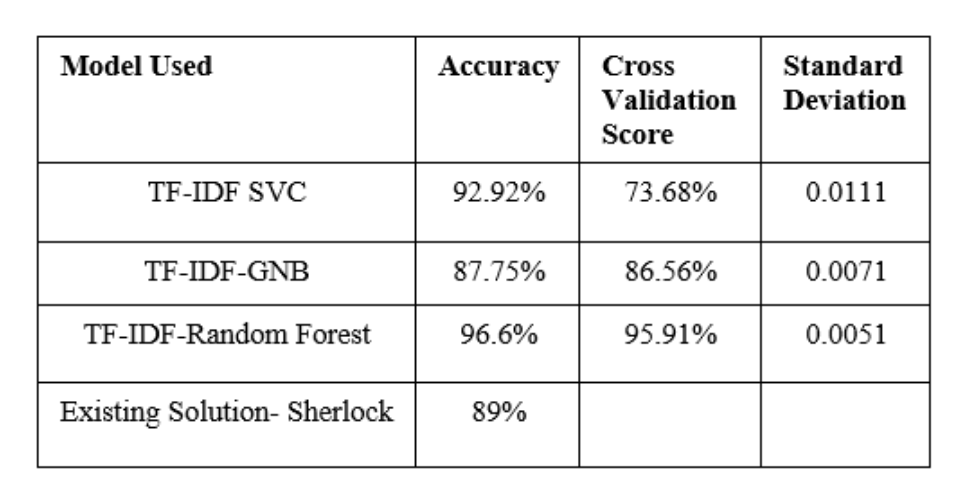 Model Used Accuracy Cross Validation Score Standard Deviation
TF-IDF SVC 92.92% 73.68% 0.0111
TF-IDF-GNB 87.75% 86.56% 0.0071
TF-IDF-Random Forest 96.6% 95.91% 0.0051
Existing Solution- Sherlock 89%